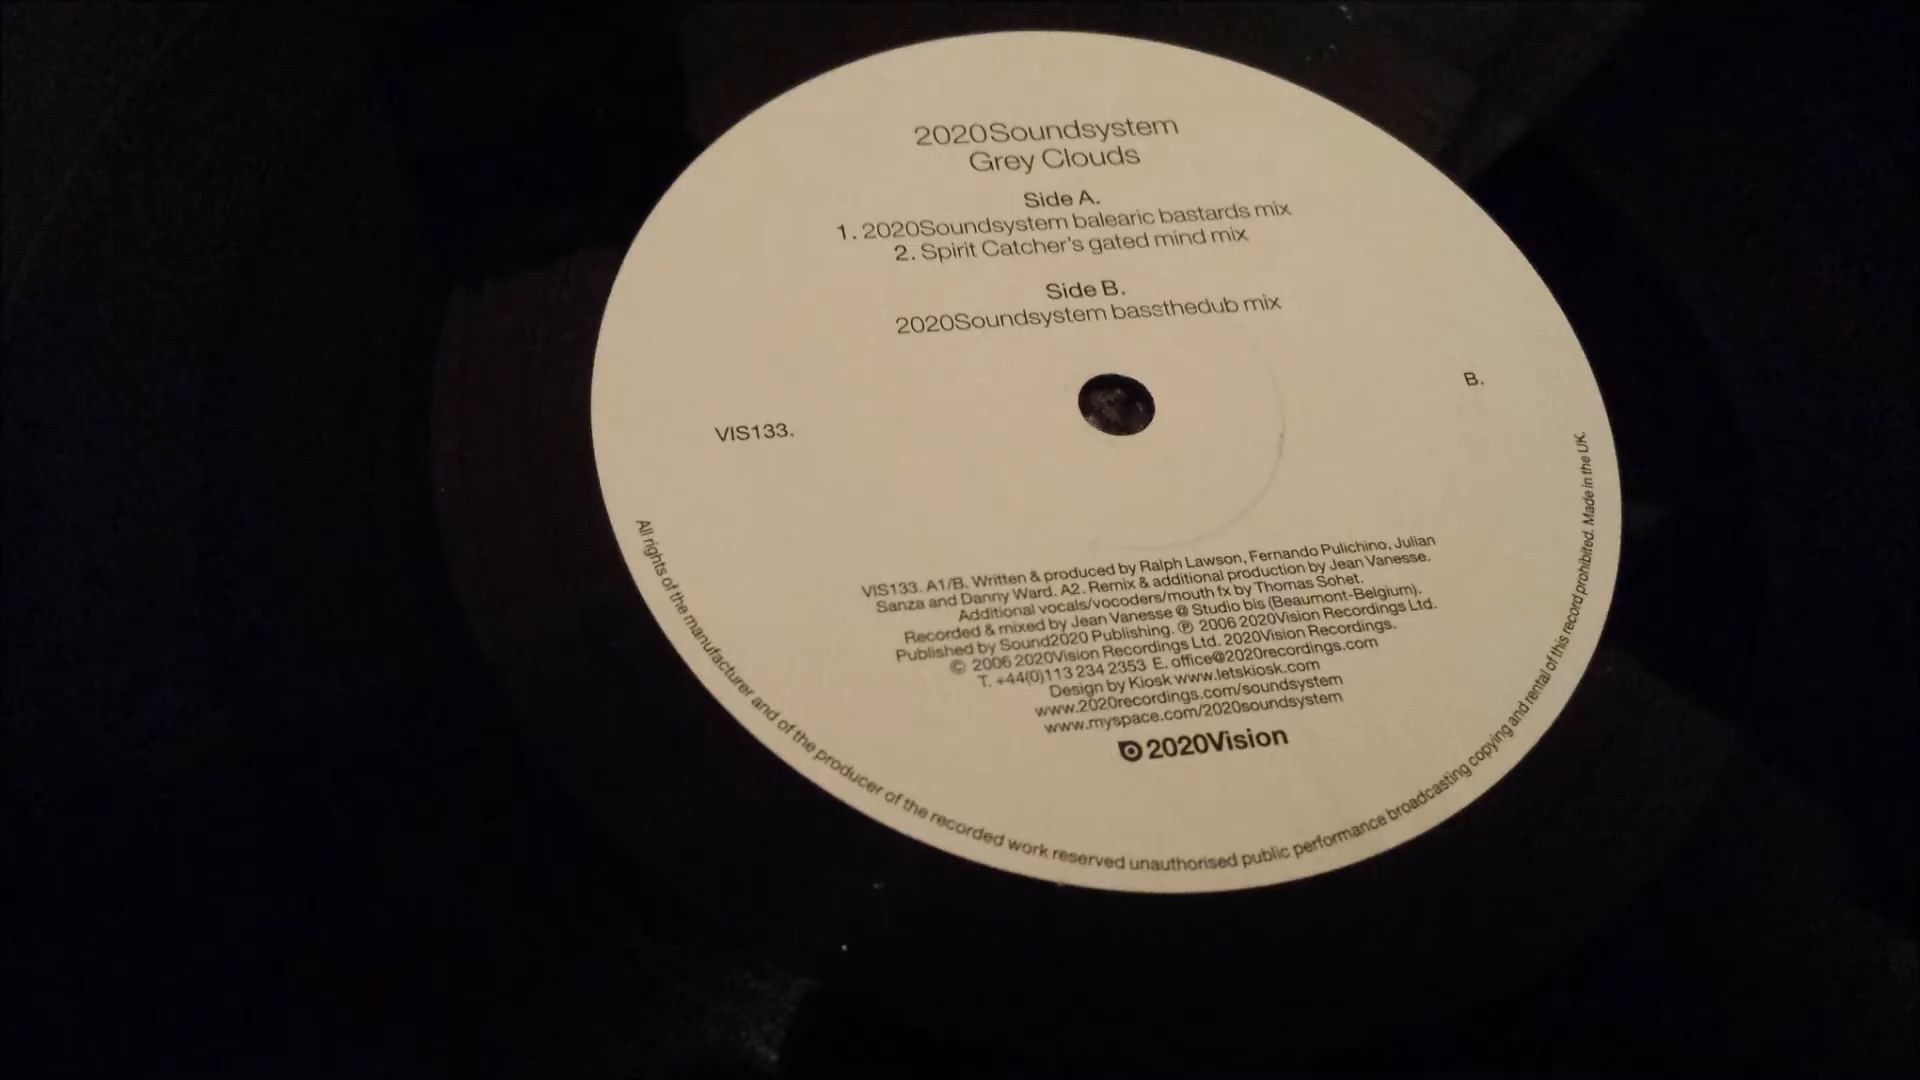 2020Soundsystem
Grey Clouds
Side A.
1. 2020Soundsystem balearic bastards mix
2. Spirit Catcher's gated mind mix
Side B.
2020Soundsystem bassthedub mix
B.
VIS133.
VIS133. A1/B. Written & produced by Ralph Lawson, Fernando Pulichino, Julian
Sanza and Danny Ward. A2. Remix & additional production by Jean Vanesse.
Additional vocals/vocoders/mouth fx by Thomas Sohet.
Recorded & mixed by Jean Vanesse @ Studio bis (Beaumont-Belgium).
Published by Sound2020 Publishing. ℗ 2006 2020Vision Recordings Ltd.
© 2006 2020Vision Recordings Ltd. 2020Vision Recordings.
T. +44(0)113 234 2353 E. office@2020recordings.com
Design by Kiosk www.letskiosk.com
www.2020recordings.com/soundsystem
www.myspace.com/2020soundsystem
2020Vision
All rights of the manufacturer and of the producer of the recorded work reserved unauthorised public performance broadcasting copying and rental of this record prohibited. Made in the UK.